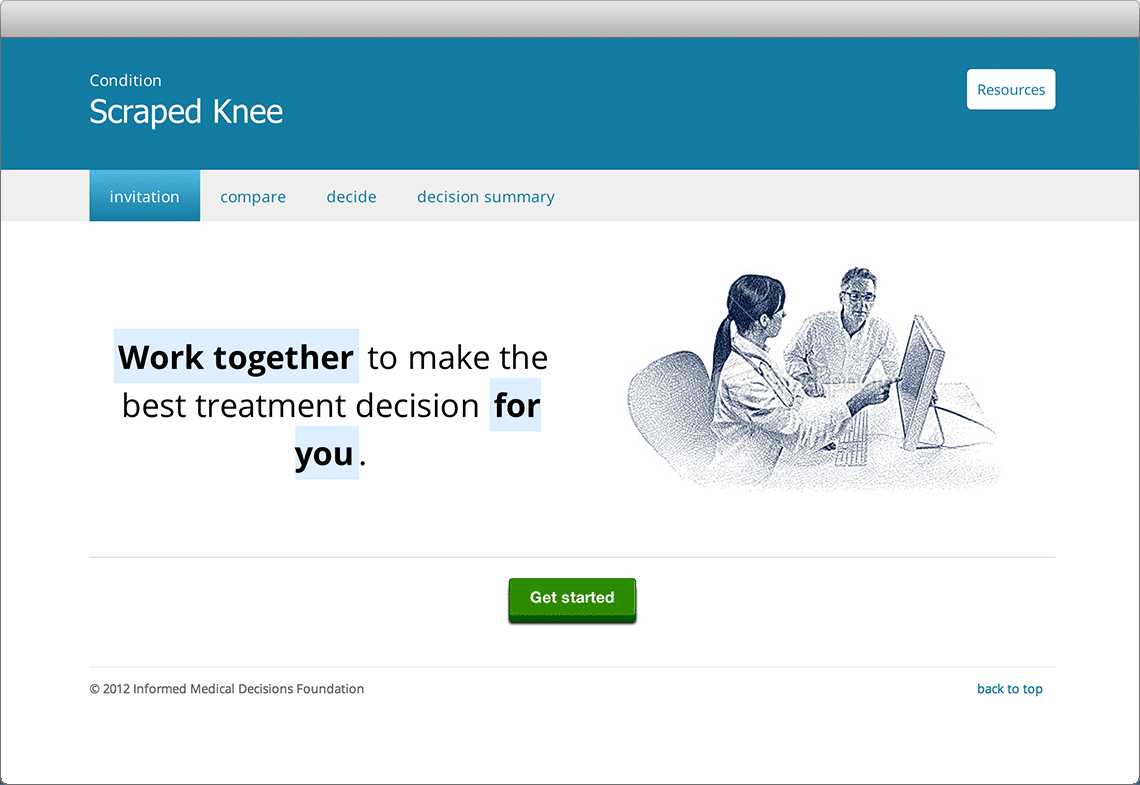 Condition
Scraped Knee
Resources
invitation compare decide decision summary
Work together to make the
best treatment decision for
you.
Get started
© 2012 Informed Medical Decisions Foundation
back to top